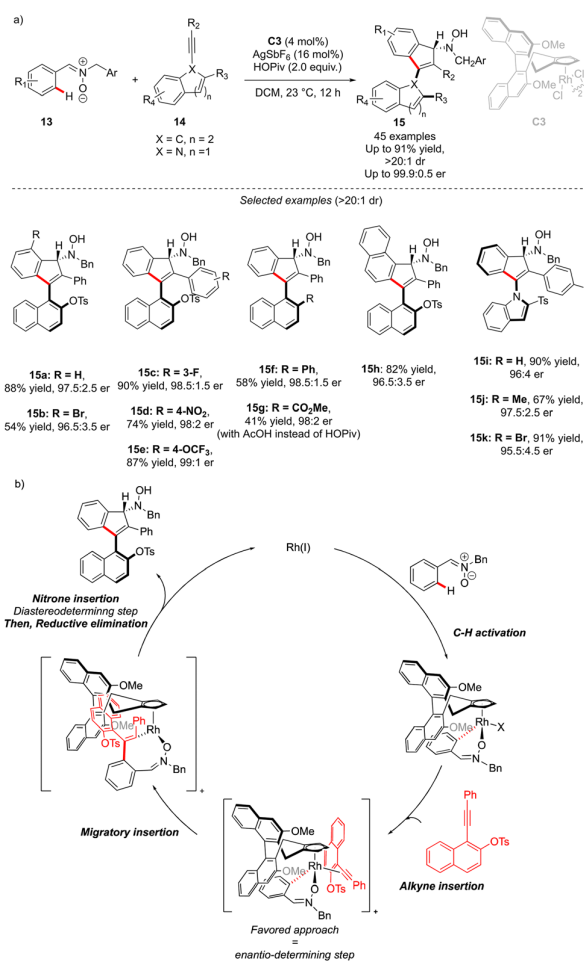 a)
R1
H
N
⊕
O
⊖
Ar
+
R2
X
R3
R4
n
C3 (4 mol%)
AgSbF6 (16 mol%)
HOPiv (2.0 equiv.)
DCM, 23 °C, 12 h
R1
H
OH
N
CH2Ar
R2
X
R3
R4
n
OMe
OMe
Rh
Cl
Cl
2
13
14
X = C, n = 2
X = N, n =1
15
45 examples
Up to 91% yield,
>20:1 dr
Up to 99.9:0.5 er
C3
Selected examples (>20:1 dr)
R
H
OH
N
Bn
Ph
OTs
H
OH
N
Bn
R
OTs
H
OH
N
Bn
Ph
R
H
OH
N
Bn
Ph
OTs
H
OH
N
Bn
N
Ts
15a: R = H,
88% yield, 97.5:2.5 er
15b: R = Br,
54% yield, 96.5:3.5 er
15c: R = 3-F,
90% yield, 98.5:1.5 er
15d: R = 4-NO2,
74% yield, 98:2 er
15e: R = 4-OCF3,
87% yield, 99:1 er
15f: R = Ph,
58% yield, 98.5:1.5 er
15g: R = CO2Me,
41% yield, 98:2 er
(with AcOH instead of HOPiv)
15h: 82% yield,
96.5:3.5 er
15i: R = H, 90% yield,
96:4 er
15j: R = Me, 67% yield,
97.5:2.5 er
15k: R = Br, 91% yield,
95.5:4.5 er
b)
H
OH
N
Bn
Ph
OTs
Rh(I)
N
⊕
Bn
O
⊖
H
Nitrone insertion
Diastereodeterminng step
Then, Reductive elimination
C-H activation
OMe
OMe
Ph
Rh
OTs
O
N
Bn
+
OMe
OMe
Rh
X
O
N
Bn
Migratory insertion
OMe
OMe
Rh
OTs
Ph
O
N
Bn
+
Ph
OTs
Alkyne insertion
Favored approach
=
enantio-determining step